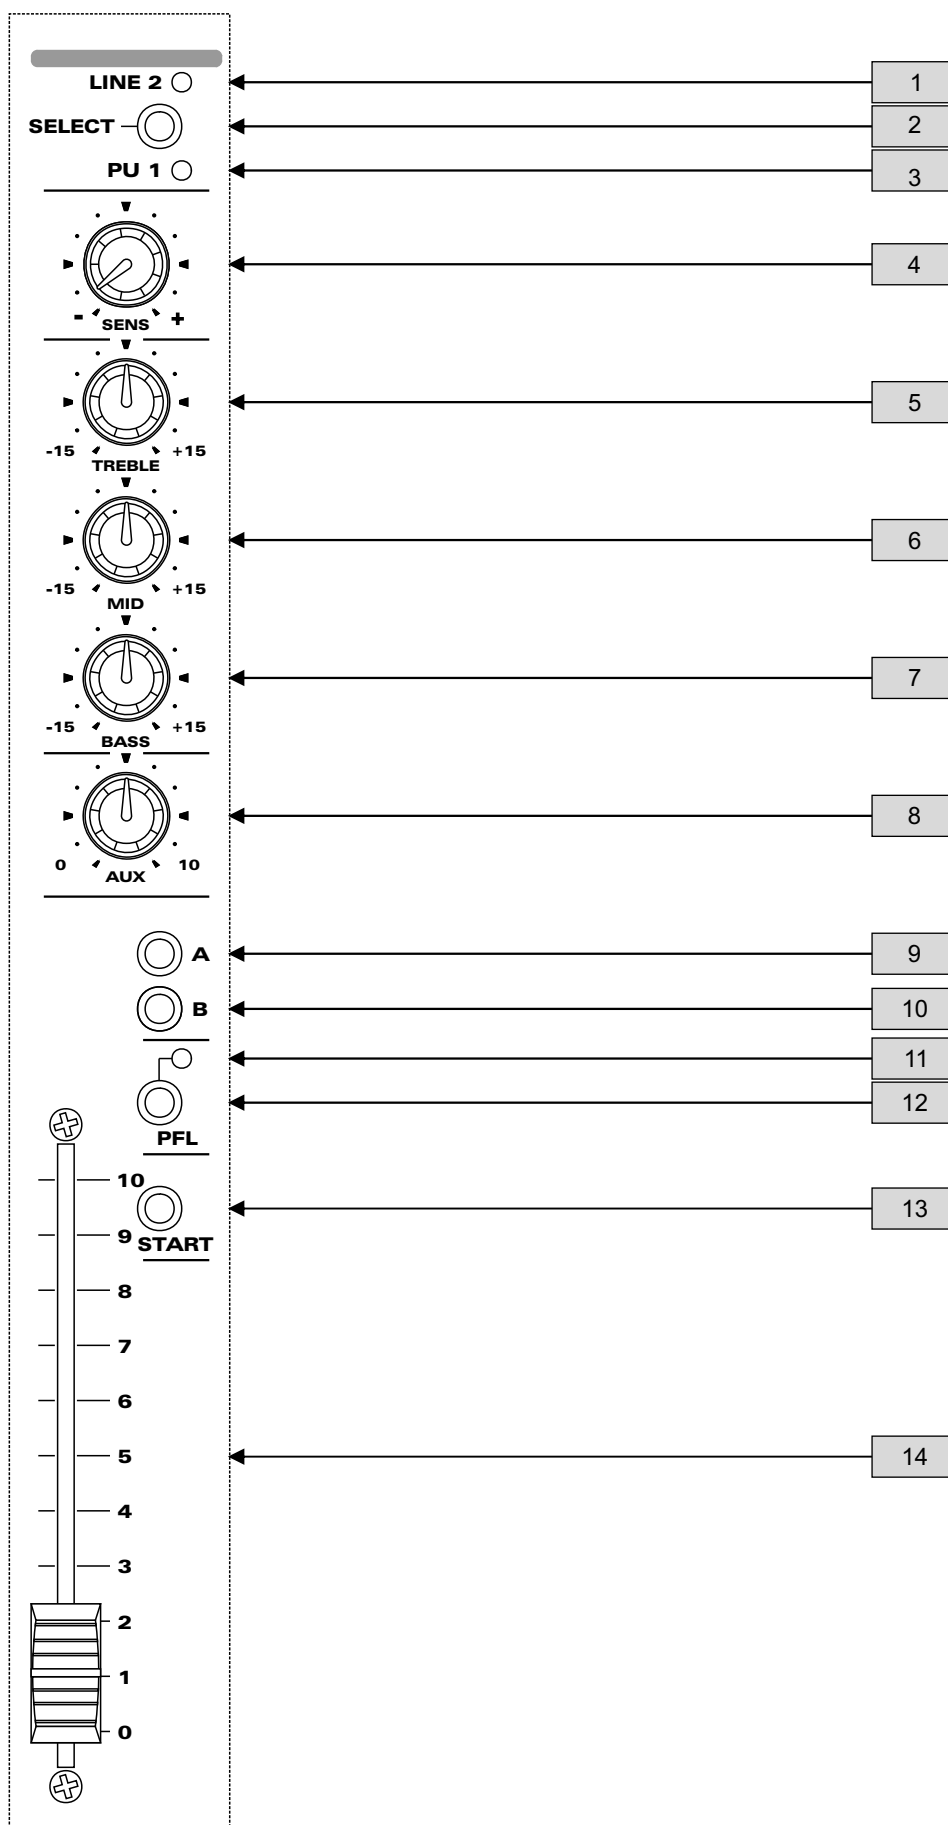 LINE 2
1
SELECT
2
PU 1
3
4
- SENS +
5
-15 +15
TREBLE
6
-15 +15
MID
7
-15 +15
BASS
8
0 10
AUX
A
9
B
10
11
12
PFL
10
13
9 START
8
7
6
5
14
4
3
2
1
0